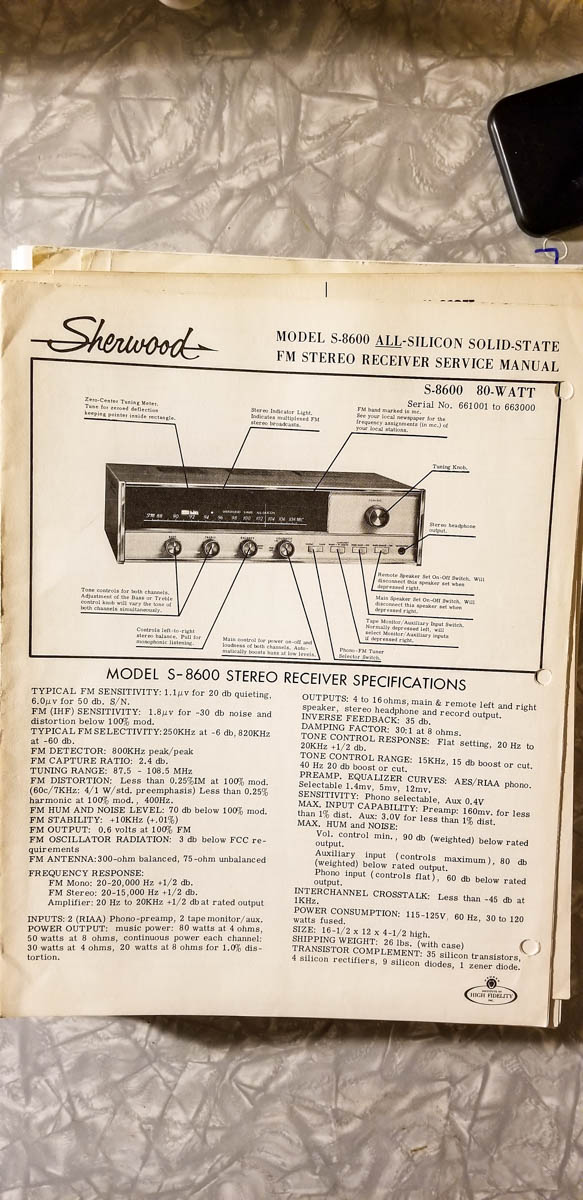 Sherwood
MODEL S-8600 ALL-SILICON SOLID-STATE
FM STEREO RECEIVER SERVICE MANUAL
S-8600 80-WATT
Serial No. 661001 to 663000
Zero-Center Tuning Meter.
Tune for zeroed deflection
keeping pointer inside rectangle.
Stereo Indicator Light.
Indicates multiplexed FM
stereo broadcasts.
FM band marked in mc.
See your local newspaper for the
frequency assignments (in mc.) of
your local stations.
Tuning Knob.
FM 88 90 92 94 96 98 100 102 104 106 108 MC
Stereo headphone
output.
Remote Speaker Set On-Off Switch. Will
disconnect this speaker set when
depressed right.
Main Speaker Set On-Off Switch. Will
disconnect this speaker set when
depressed right.
Tape Monitor/Auxiliary Input Switch.
Normally depressed left, will
select Monitor/Auxiliary inputs
if depressed right.
Phono-FM Tuner
Selector Switch.
Tone controls for both channels.
Adjustment of the Bass or Treble
control knob will vary the tone of
both channels simultaneously.
Controls left-to-right
stereo balance. Pull for
monophonic listening.
Main control for power on-off and
loudness of both channels. Auto-
matically boosts bass at low levels.
MODEL S-8600 STEREO RECEIVER SPECIFICATIONS
TYPICAL FM SENSITIVITY: 1.1μv for 20 db quieting,
6.0μv for 50 db. S/N.
FM (IHF) SENSITIVITY: 1.8μv for -30 db noise and
distortion below 100% mod.
TYPICAL FM SELECTIVITY: 250KHz at -6 db, 820KHz
at -60 db.
FM DETECTOR: 800KHz peak/peak
FM CAPTURE RATIO: 2.4 db.
TUNING RANGE: 87.5 - 108.5 MHz
FM DISTORTION: Less than 0.25%IM at 100% mod.
(60c/7KHz: 4/1 W/std. preemphasis) Less than 0.25%
harmonic at 100% mod., 400Hz.
FM HUM AND NOISE LEVEL: 70 db below 100% mod.
FM STABILITY: +10KHz (+.01%)
FM OUTPUT: 0.6 volts at 100% FM
FM OSCILLATOR RADIATION: 3 db below FCC re-
quirements
FM ANTENNA: 300-ohm balanced, 75-ohm unbalanced
FREQUENCY RESPONSE:
FM Mono: 20-20,000 Hz +1/2 db.
FM Stereo: 20-15,000 Hz +1/2 db.
Amplifier: 20 Hz to 20KHz +1/2 db at rated output
INPUTS: 2 (RIAA) Phono-preamp, 2 tape monitor/aux.
POWER OUTPUT: music power: 80 watts at 4 ohms,
50 watts at 8 ohms, continuous power each channel:
30 watts at 4 ohms, 20 watts at 8 ohms for 1.0% dis-
tortion.
OUTPUTS: 4 to 16 ohms, main & remote left and right
speaker, stereo headphone and record output.
INVERSE FEEDBACK: 35 db.
DAMPING FACTOR: 30:1 at 8 ohms.
TONE CONTROL RESPONSE: Flat setting, 20 Hz to
20KHz +1/2 db.
TONE CONTROL RANGE: 15KHz, 15 db boost or cut.
40 Hz 20 db boost or cut.
PREAMP. EQUALIZER CURVES: AES/RIAA phono.
Selectable 1.4mv, 5mv, 12mv.
SENSITIVITY: Phono selectable, Aux 0.4V
MAX. INPUT CAPABILITY: Preamp: 160mv. for less
than 1% dist. Aux: 3.0V for less than 1% dist.
MAX. HUM and NOISE:
Vol. control min., 90 db (weighted) below rated
output.
Auxiliary input (controls maximum), 80 db
(weighted) below rated output.
Phono input (controls flat), 60 db below rated
output.
INTERCHANNEL CROSSTALK: Less than -45 db at
1KHz.
POWER CONSUMPTION: 115-125V, 60 Hz, 30 to 120
watts fused.
SIZE: 16-1/2 x 12 x 4-1/2 high.
SHIPPING WEIGHT: 26 lbs. (with case)
TRANSISTOR COMPLEMENT: 35 silicon transistors,
4 silicon rectifiers, 9 silicon diodes, 1 zener diode.
INSTITUTE OF
HIGH FIDELITY
INC.